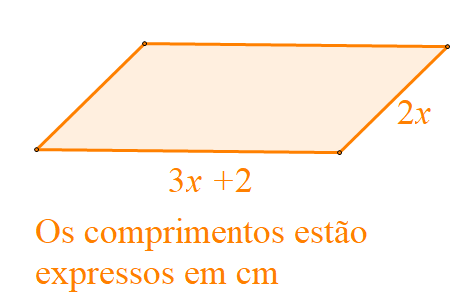 2x
3x +2
Os comprimentos estão
expressos em cm